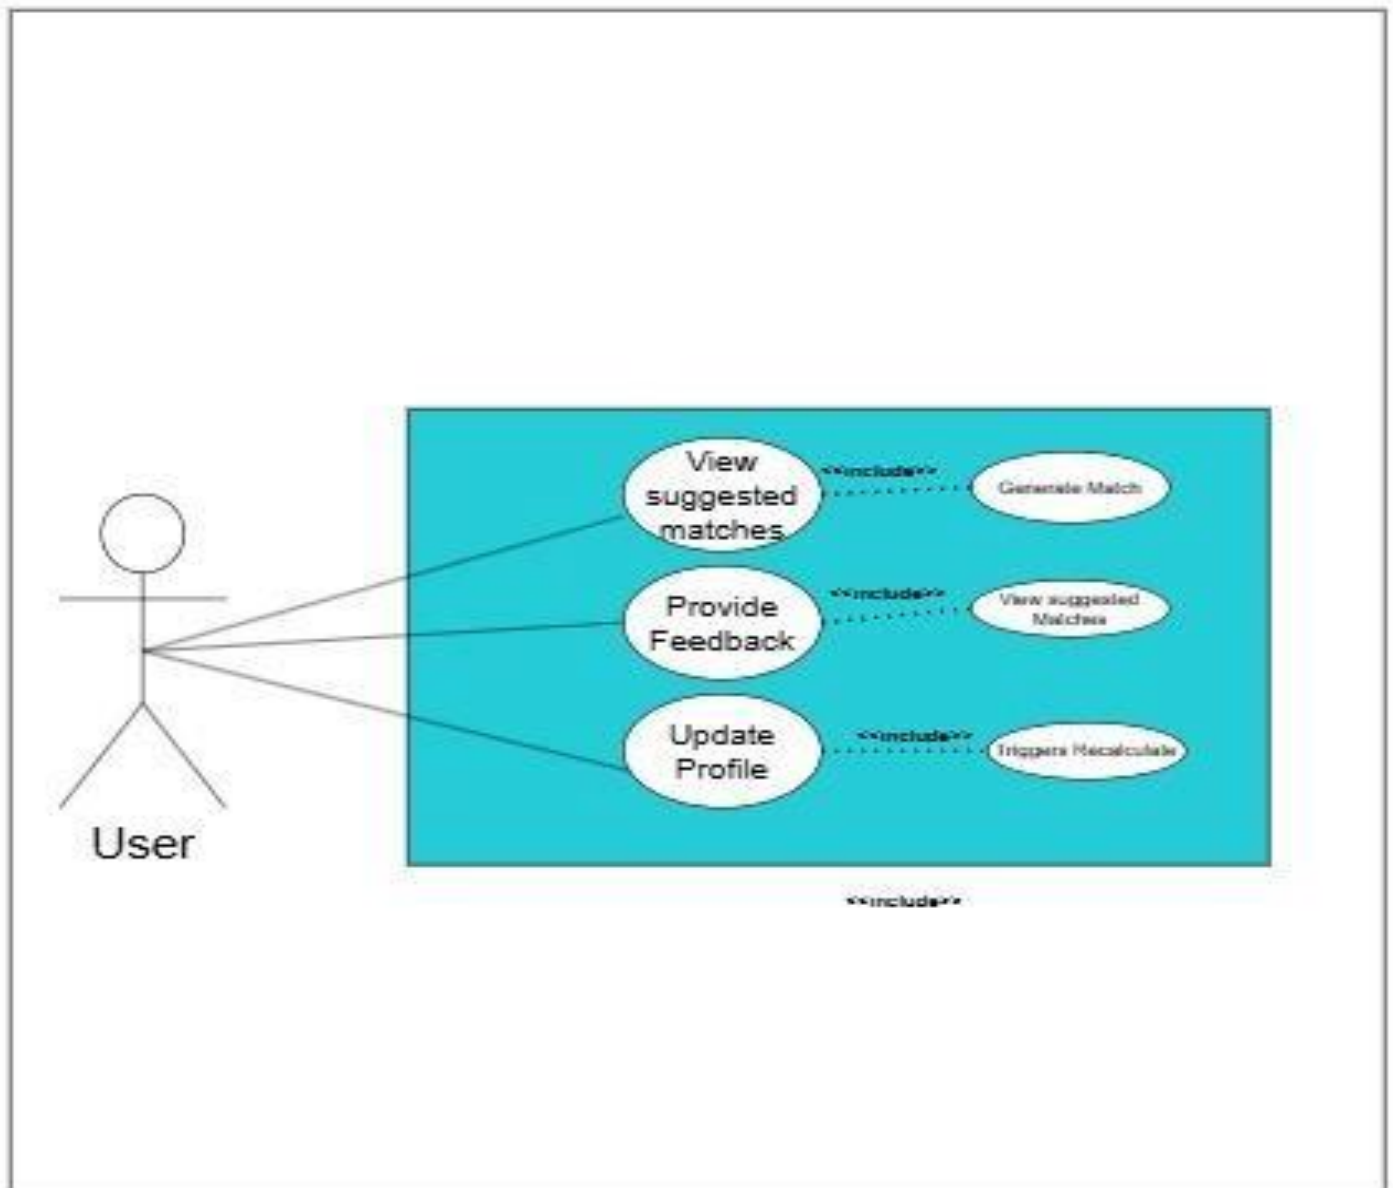 View
suggested
matches
<<include>>
Generate Match
Provide
Feedback
<<include>>
View suggested
Matches
Update
Profile
<<include>>
Triggers Recalculate
User
<<include>>